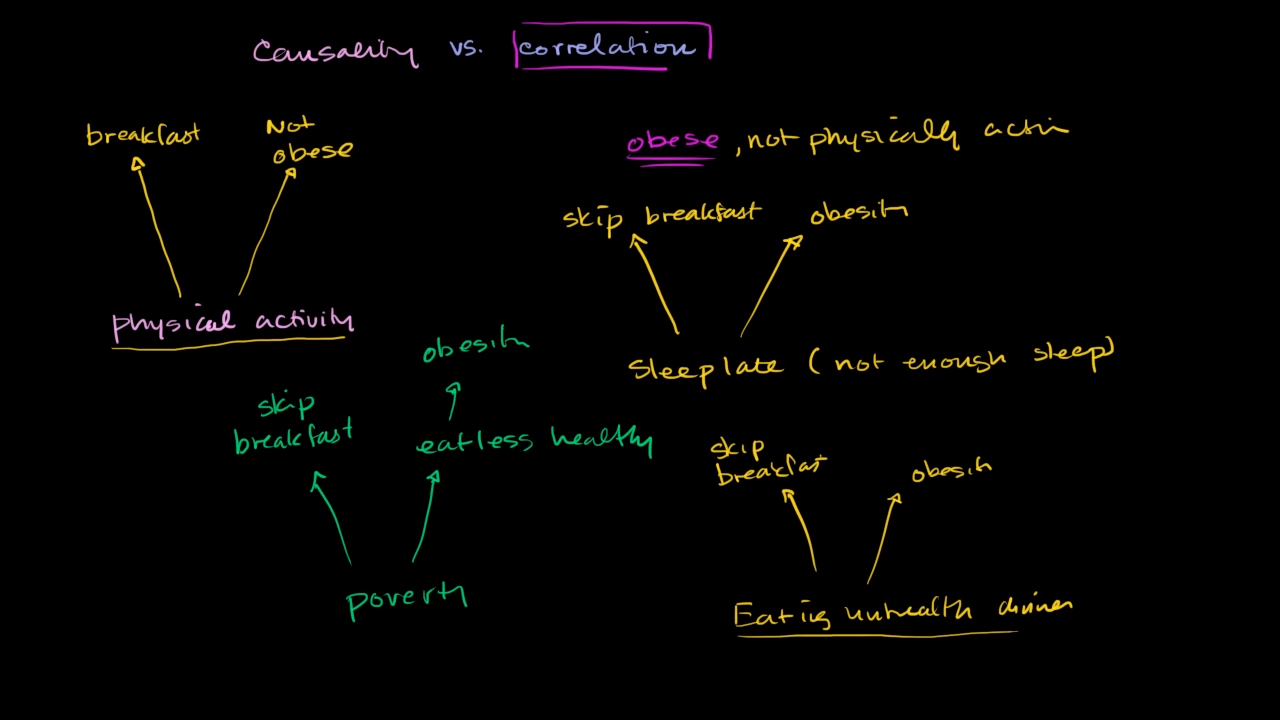 Causality vs. correlation
breakfast
Not
obese
physical activity
obese, not physically activ
skip breakfast
obesity
Sleep late (not enough sleep)
obesity
skip
breakfast
eat less healthy
poverty
skip
breakfast
obesity
Eating unhealthy dinner